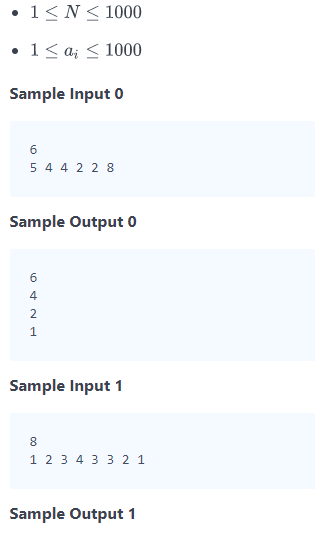 • 1 ≤ N ≤ 1000
• 1 ≤ aᵢ ≤ 1000
Sample Input 0
6
5 4 4 2 2 8
Sample Output 0
6
4
2
1
Sample Input 1
8
1 2 3 4 3 3 2 1
Sample Output 1